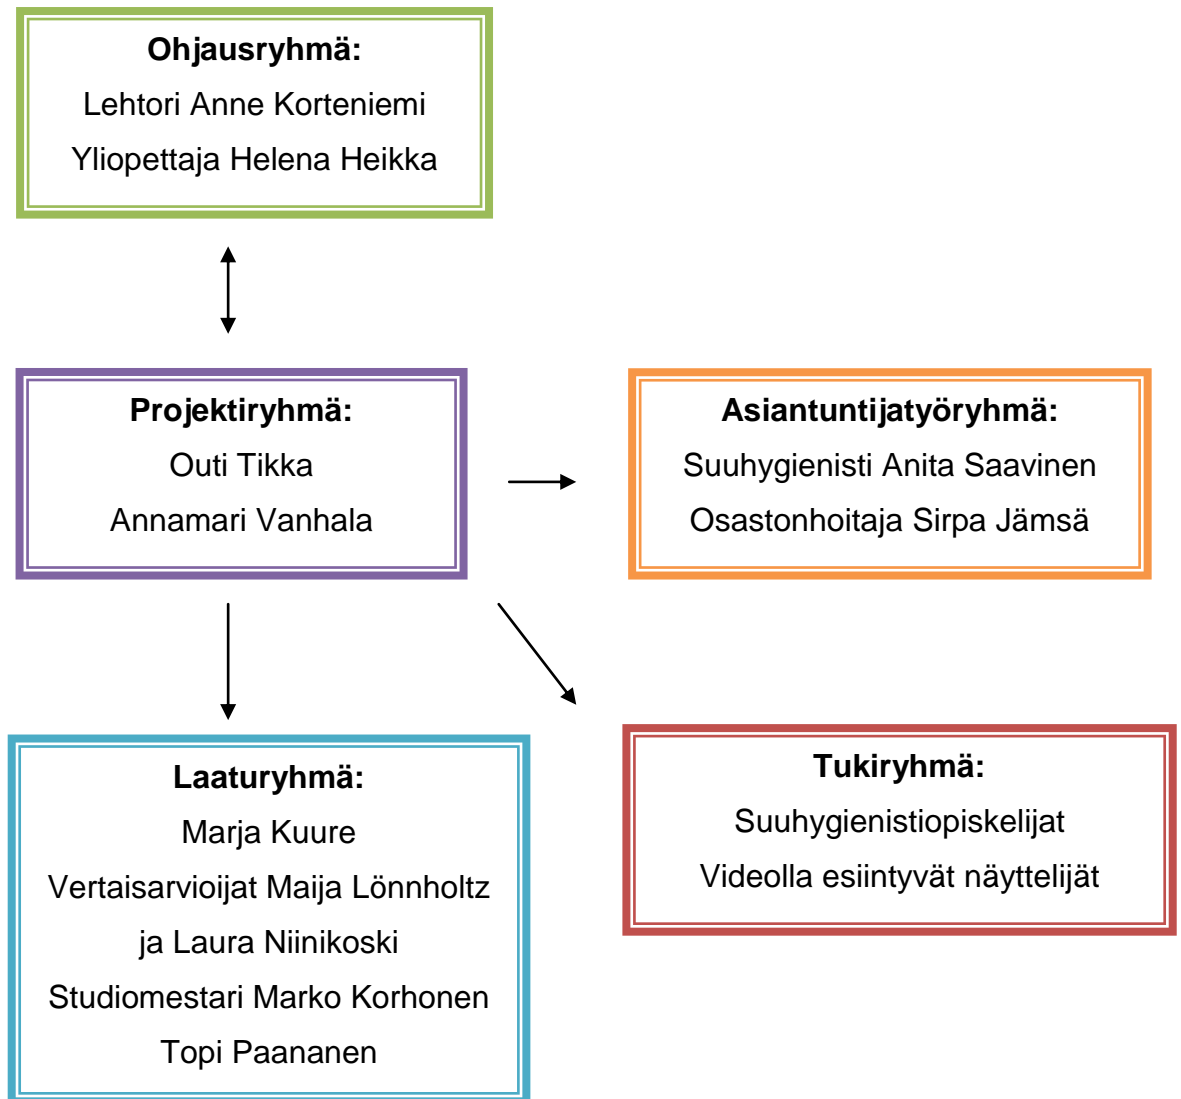 Ohjausryhmä:
Lehtori Anne Korteniemi
Yliopettaja Helena Heikka
Projektiryhmä:
Outi Tikka
Annamari Vanhala
Asiantuntijatyöryhmä:
Suuhygienisti Anita Saavinen
Osastonhoitaja Sirpa Jämsä
Laaturyhmä:
Marja Kuure
Vertaisarvioijat Maija Lönnholtz
ja Laura Niinikoski
Studiomestari Marko Korhonen
Topi Paananen
Tukiryhmä:
Suuhygienistiopiskelijat
Videolla esiintyvät näyttelijät